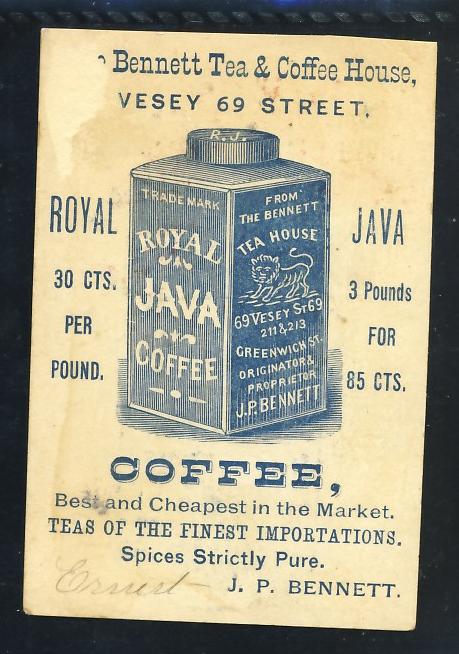 Bennett Tea & Coffee House,
VESEY 69 STREET.
R.J.
TRADE MARK
ROYAL
JAVA
COFFEE
FROM
THE BENNETT
TEA HOUSE
69 VESEY ST 69
211 & 213
GREENWICH ST.
ORIGINATOR &
PROPRIETOR
J.P. BENNETT
ROYAL
30 CTS.
PER
POUND.
JAVA
3 Pounds
FOR
85 CTS.
COFFEE,
Best and Cheapest in the Market.
TEAS OF THE FINEST IMPORTATIONS.
Spices Strictly Pure.
Ernest
J. P. BENNETT.